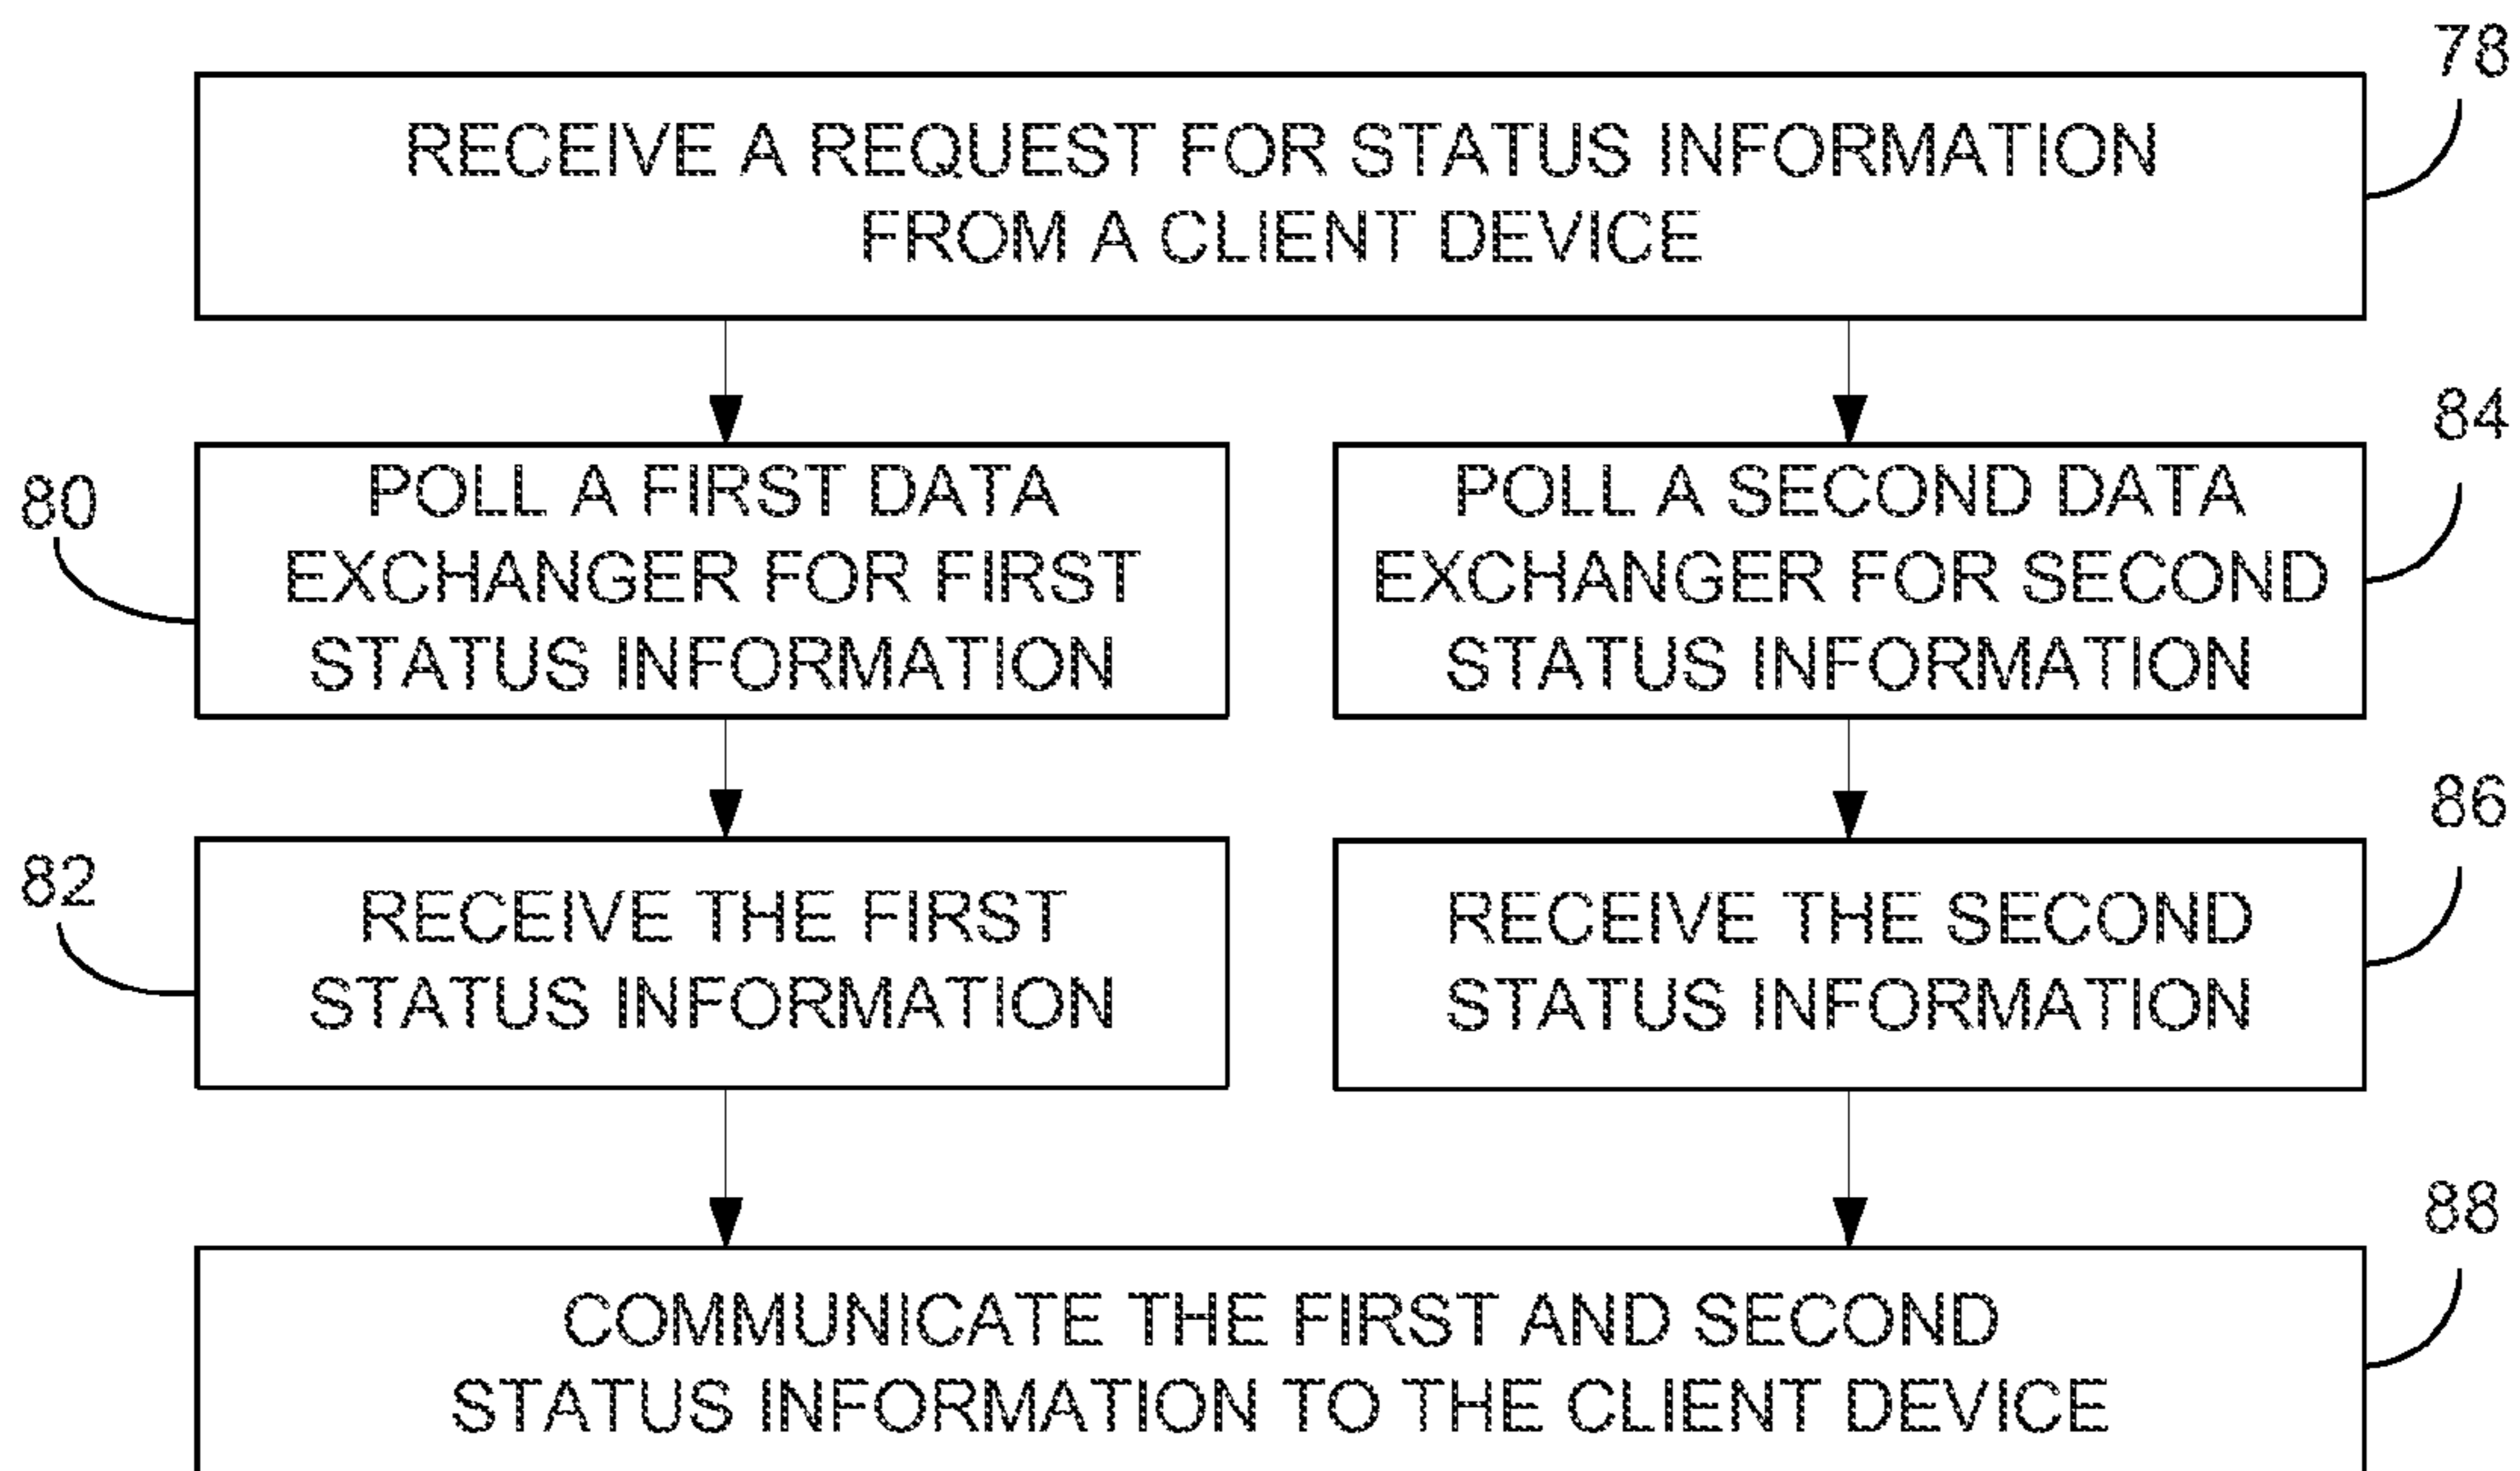 78
RECEIVE A REQUEST FOR STATUS INFORMATION
FROM A CLIENT DEVICE
80
POLL A FIRST DATA
EXCHANGER FOR FIRST
STATUS INFORMATION
84
POLL A SECOND DATA
EXCHANGER FOR SECOND
STATUS INFORMATION
82
RECEIVE THE FIRST
STATUS INFORMATION
86
RECEIVE THE SECOND
STATUS INFORMATION
88
COMMUNICATE THE FIRST AND SECOND
STATUS INFORMATION TO THE CLIENT DEVICE